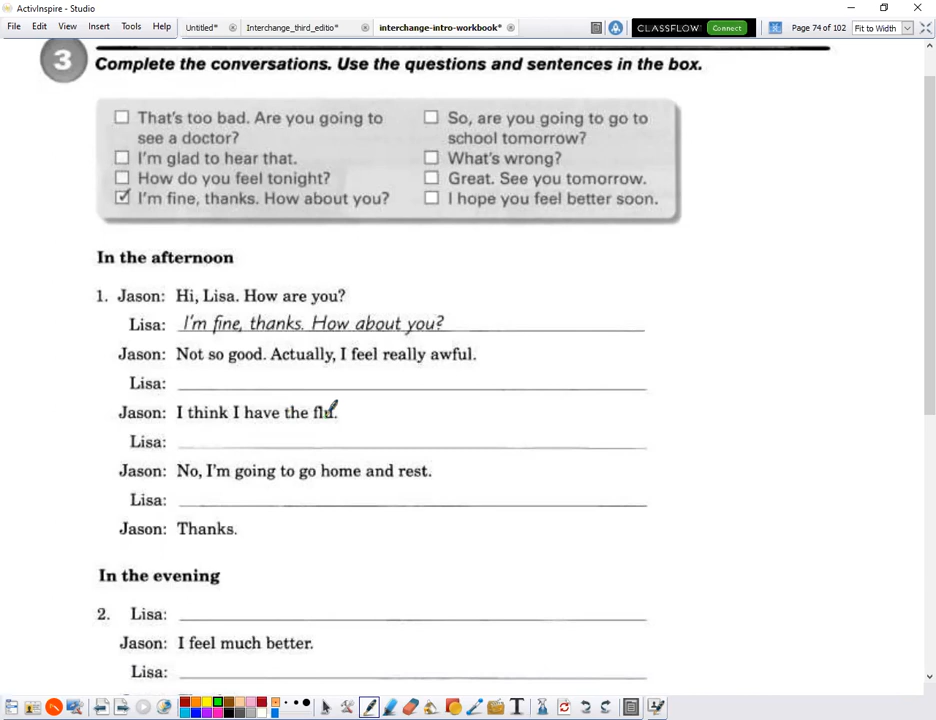 ActivInspire - Studio
File Edit View Insert Tools Help Untitled* Interchange_third_editio* interchange-intro-workbook* CLASSFLOW Connect Page 74 of 102 Fit to Width
3 Complete the conversations. Use the questions and sentences in the box.
That's too bad. Are you going to see a doctor?
I'm glad to hear that.
How do you feel tonight?
I'm fine, thanks. How about you?
So, are you going to go to school tomorrow?
What's wrong?
Great. See you tomorrow.
I hope you feel better soon.
In the afternoon
1. Jason: Hi, Lisa. How are you?
Lisa: I'm fine, thanks. How about you?
Jason: Not so good. Actually, I feel really awful.
Lisa:
Jason: I think I have the flu.
Lisa:
Jason: No, I'm going to go home and rest.
Lisa:
Jason: Thanks.
In the evening
2. Lisa:
Jason: I feel much better.
Lisa: